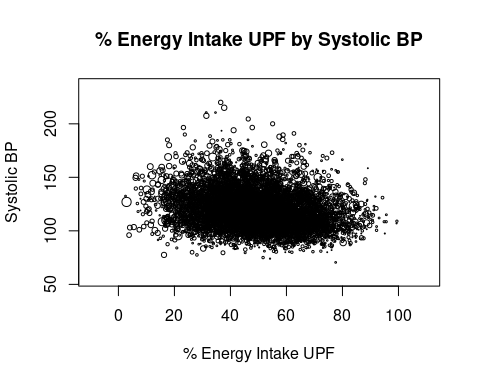 % Energy Intake UPF by Systolic BP
Systolic BP
200
150
100
50
0 20 40 60 80 100
% Energy Intake UPF